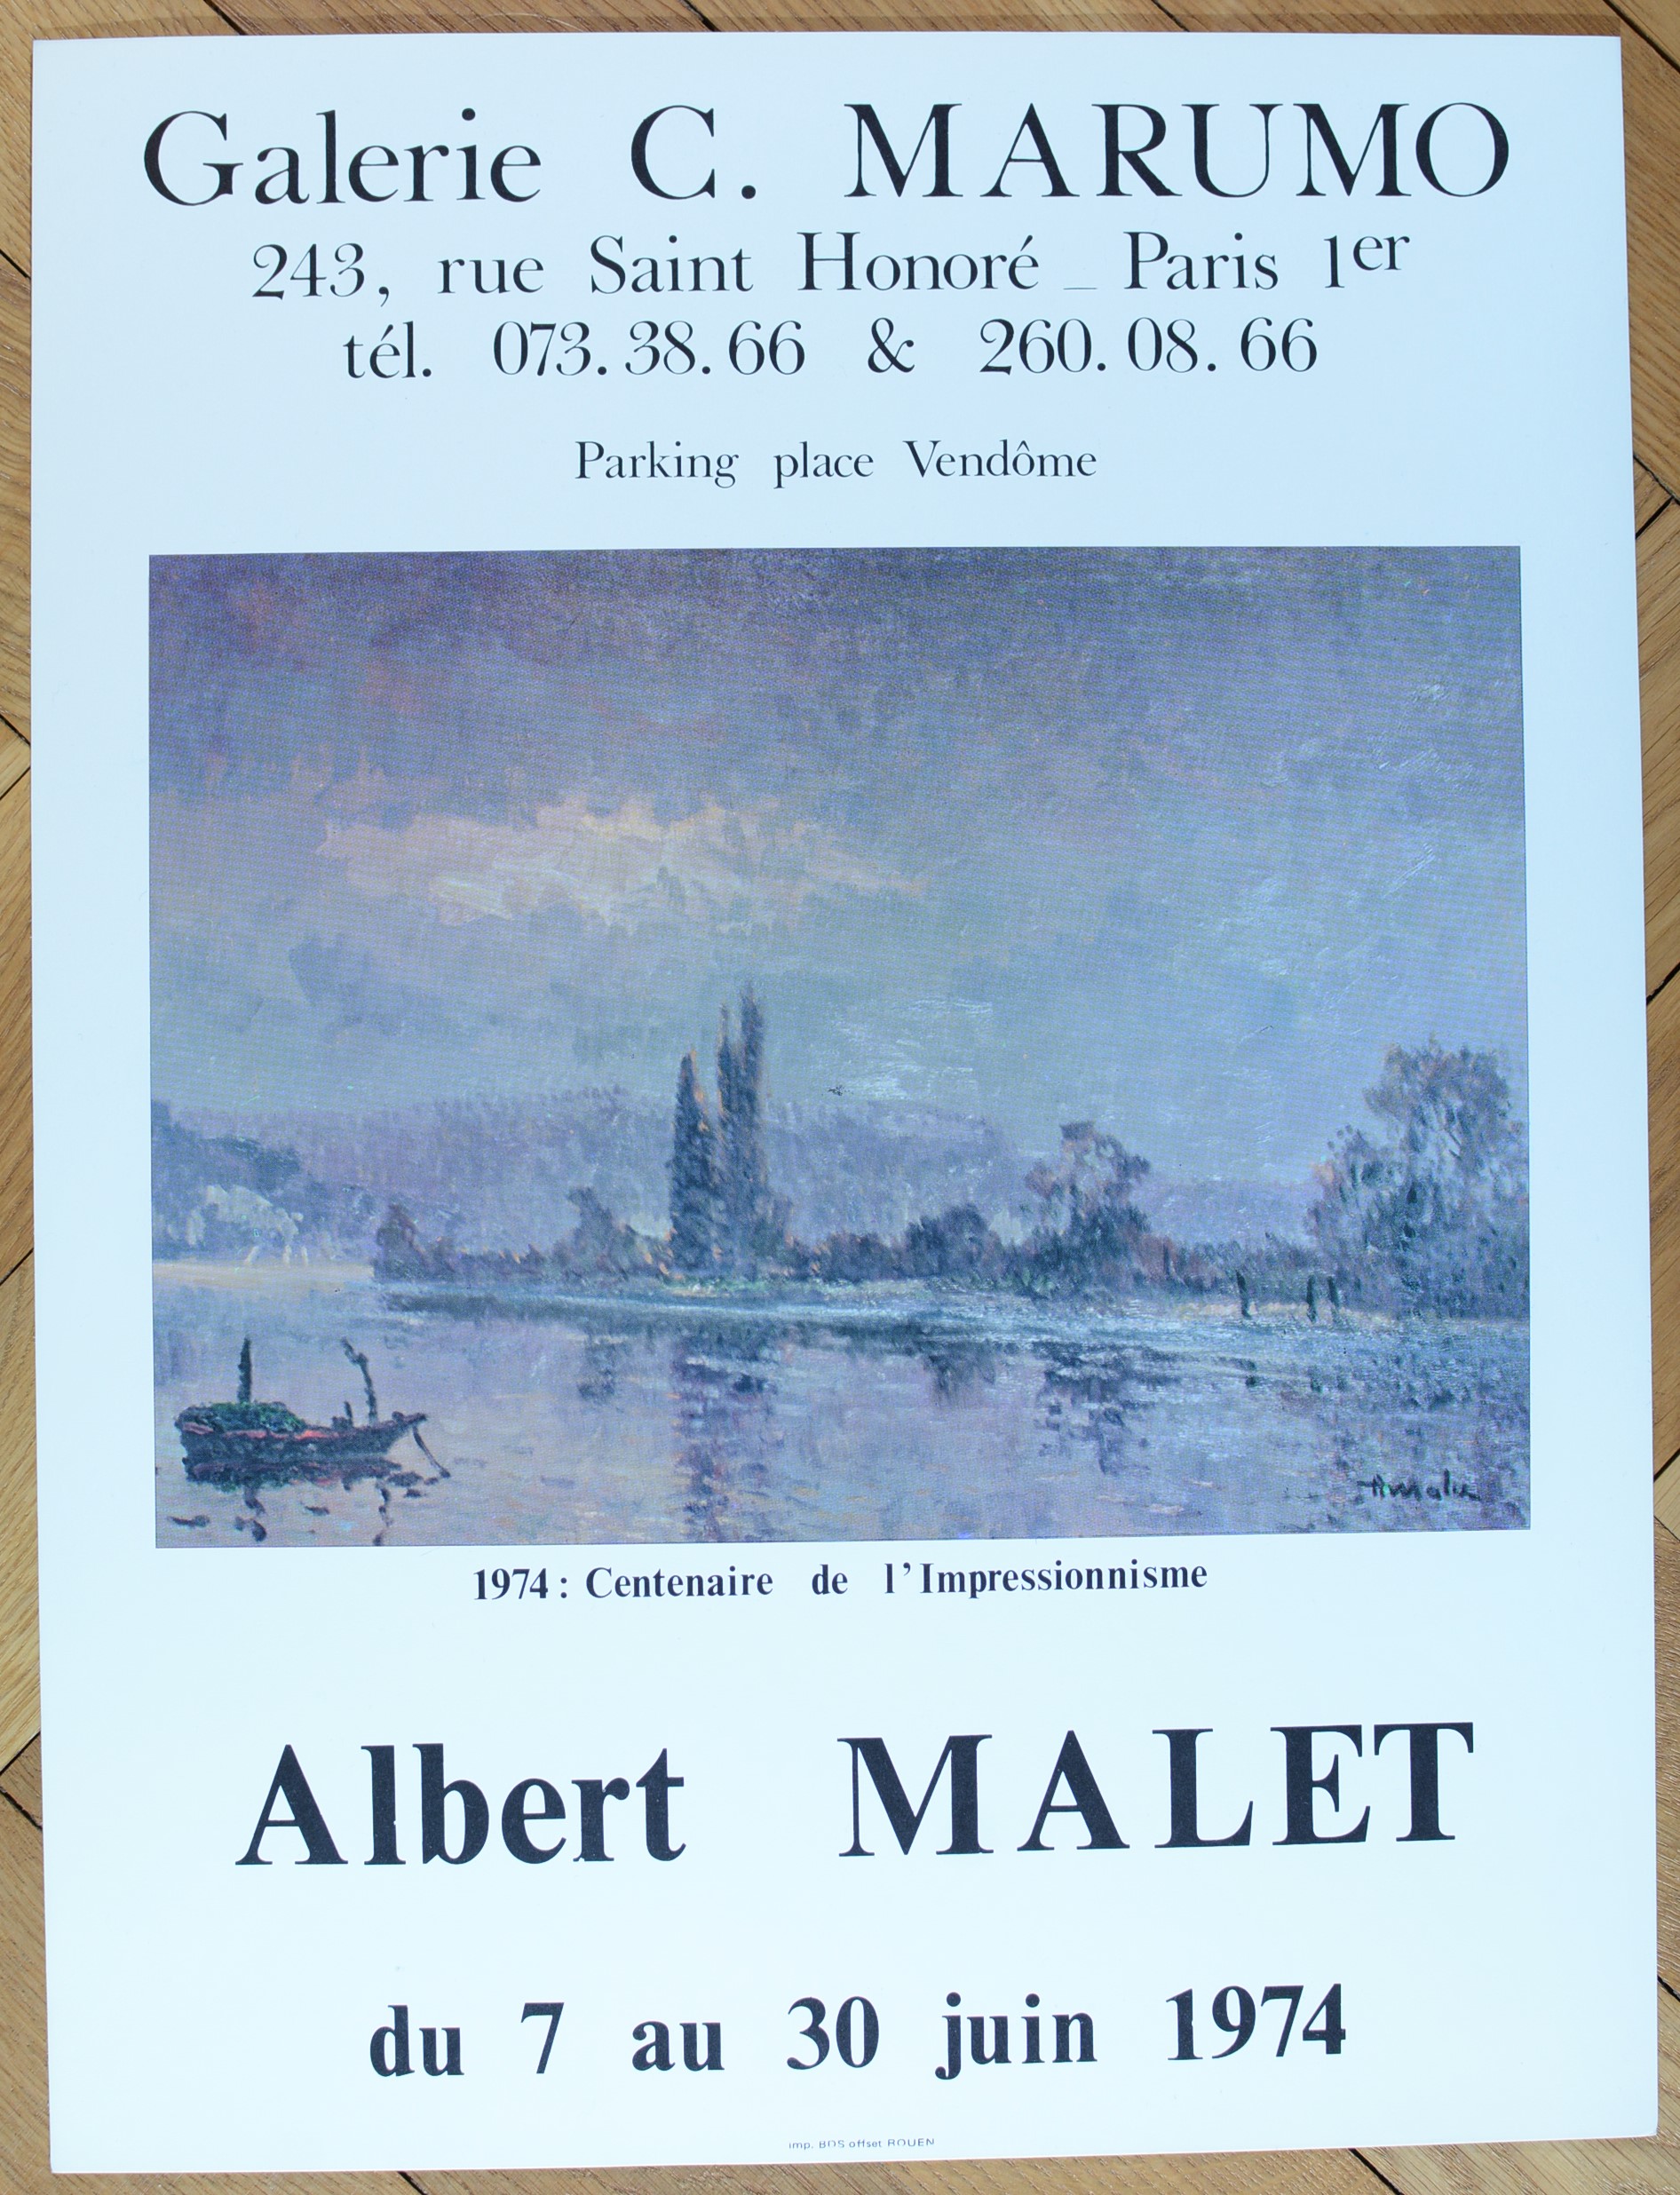 Galerie C. MARUMO
243, rue Saint Honoré _ Paris 1er
tél. 073.38.66 & 260.08.66
Parking place Vendôme
1974 : Centenaire de l'Impressionnisme
Albert MALET
du 7 au 30 juin 1974
imp. BDS offset ROUEN